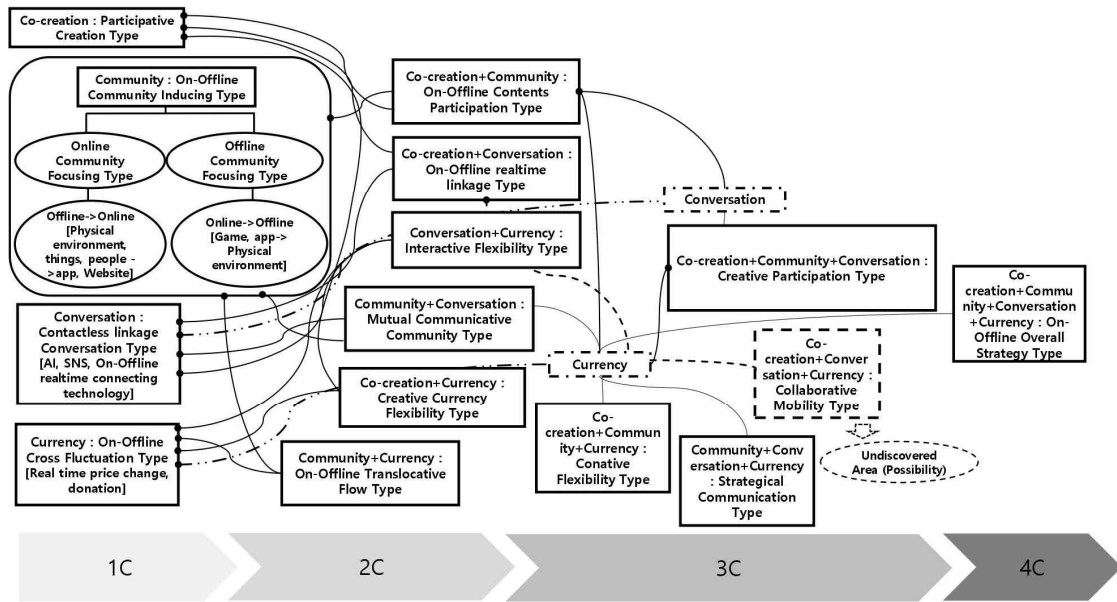 Co-creation : Participative
Creation Type
Community : On-Offline
Community Inducing Type
Online
Community
Focusing Type
Offline
Community
Focusing Type
Offline->Online
[Physical
environment,
things, people -
>app, Website]
Online->Offline
[Game, app->
Physical
environment]
Conversation :
Contactless linkage
Conversation Type
[AI, SNS, On-Offline
realtime connecting
technology]
Currency : On-Offline
Cross Fluctuation Type
[Real time price change,
donation]
Co-creation+Community :
On-Offline Contents
Participation Type
Co-creation+Conversation :
On-Offline realtime
linkage Type
Conversation+Currency :
Interactive Flexibility Type
Community+Conversation :
Mutual Communicative
Community Type
Co-creation+Currency :
Creative Currency
Flexibility Type
Community+Currency :
On-Offline Translocative
Flow Type
Conversation
Co-creation+Community+Conversation :
Creative Participation Type
Currency
Co-
creation+Conver
sation+Currency :
Collaborative
Mobility Type
Co-
creation+Commun
ity+Currency :
Conative
Flexibility Type
Community+Conv
ersation+Currency
: Strategical
Communication
Type
Undiscovered
Area (Possibility)
Co-
creation+Commu
nity+Conversation
+Currency : On-
Offline Overall
Strategy Type
1C
2C
3C
4C